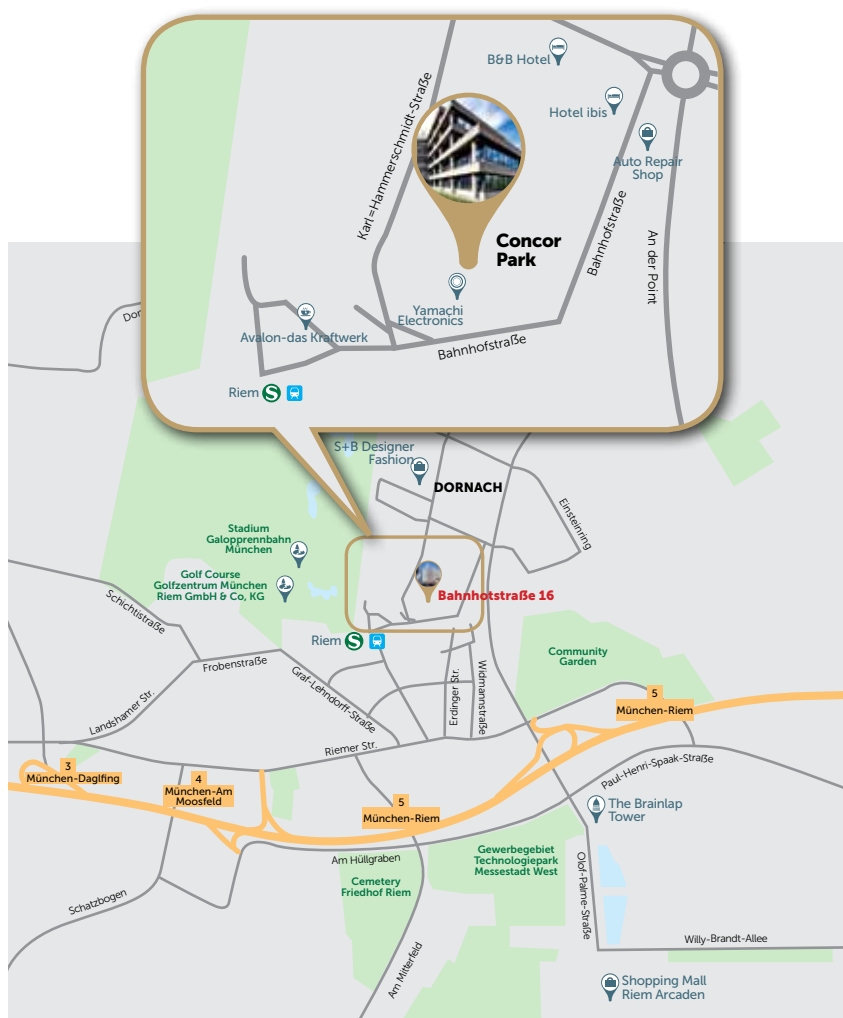 B&B Hotel
Hotel ibis
Auto Repair
Shop
Karl=Hammerschmidt-Straße
Concor
Park
Bahnhofstraße
An der Point
Yamachi
Electronics
Avalon-das Kraftwerk
Bahnhofstraße
Riem S
Dor
S+B Designer
Fashion
DORNACH
Einsteinring
Stadium
Galopprennbahn
München
Golf Course
Golfzentrum München
Riem GmbH & Co, KG
Bahnhotstraße 16
Schichtistraße
Riem S
Community
Garden
Frobenstraße
Graf-Lehndorff-Straße
Erdinger Str.
Widmannstraße
Landshamer Str.
5
München-Riem
Riemer Str.
3
München-Daglfing
4
München-Am
Moosfeld
Paul-Henri-Spaak-Straße
5
München-Riem
The Brainlap
Tower
Am Hüllgraben
Gewerbegebiet
Technologiepark
Messestadt West
Cemetery
Friedhof Riem
Olof-Palme-Straße
Schatzbogen
Willy-Brandt-Allee
Am Mitterfeld
Shopping Mall
Riem Arcaden